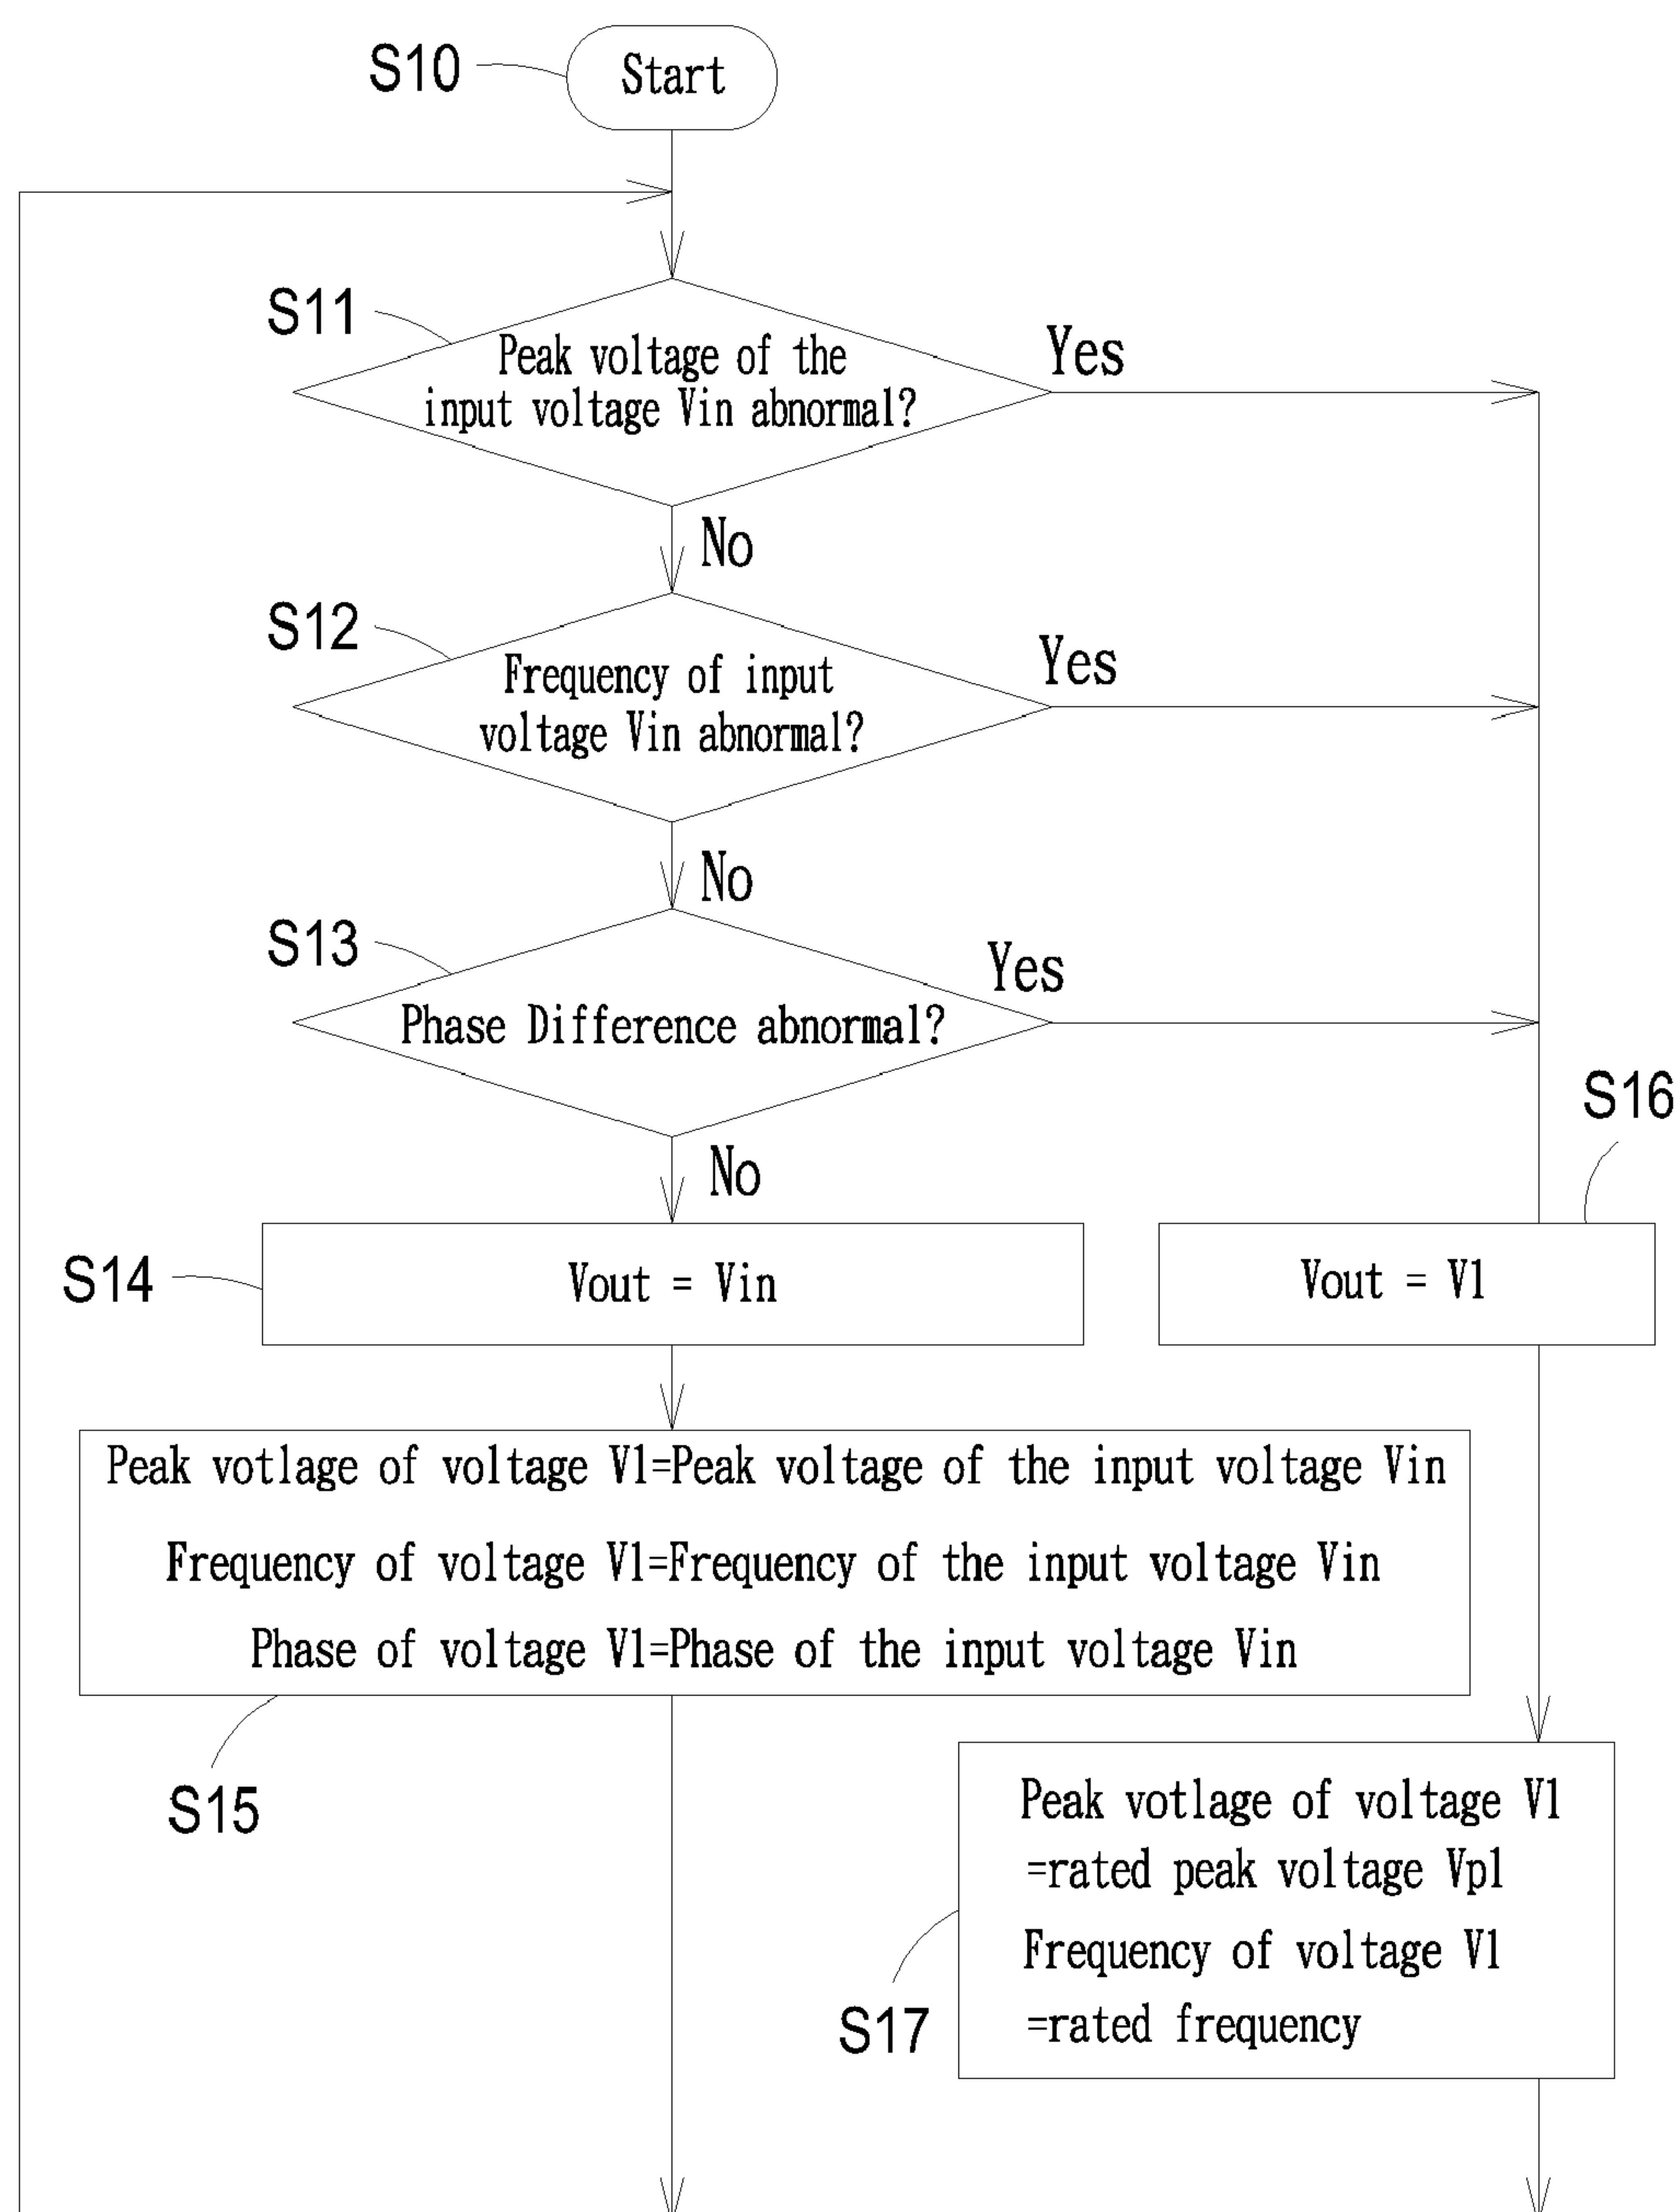 S10
Start
S11
Peak voltage of the
input voltage Vin abnormal?
Yes
No
S12
Frequency of input
voltage Vin abnormal?
Yes
No
S13
Phase Difference abnormal?
Yes
No
S16
S14
Vout = Vin
Vout = V1
Peak votlage of voltage V1=Peak voltage of the input voltage Vin
Frequency of voltage V1=Frequency of the input voltage Vin
Phase of voltage V1=Phase of the input voltage Vin
S15
Peak votlage of voltage V1
=rated peak voltage Vp1
Frequency of voltage V1
=rated frequency
S17